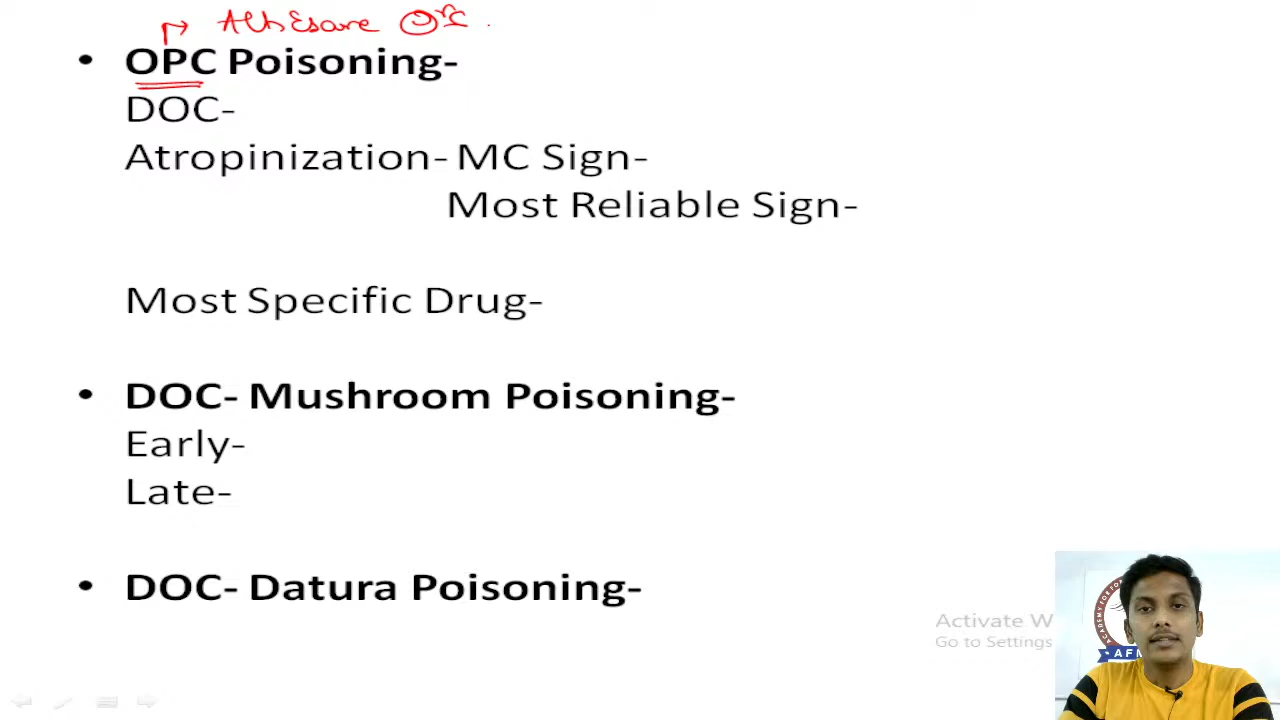 OPC Poisoning-
DOC-
Atropinization- MC Sign-
Most Reliable Sign-
Most Specific Drug-
DOC- Mushroom Poisoning-
Early-
Late-
DOC- Datura Poisoning-
Activate W
Go to Settings